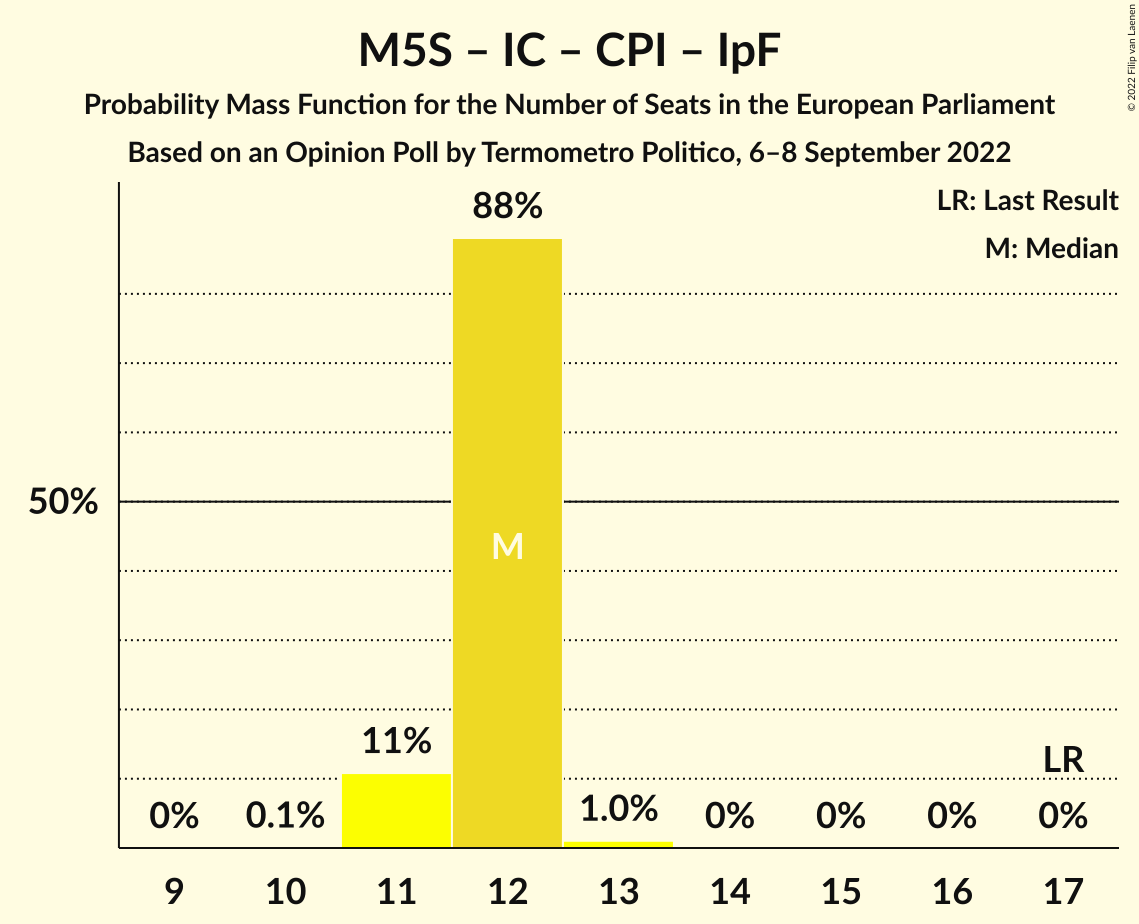 M5S – IC – CPI – IpF
Probability Mass Function for the Number of Seats in the European Parliament
Based on an Opinion Poll by Termometro Politico, 6–8 September 2022
© 2022 Filip van Laenen
LR: Last Result
M: Median
88%
50%
M
11%
LR
0%
0.1%
1.0%
0%
0%
0%
0%
9
10
11
12
13
14
15
16
17